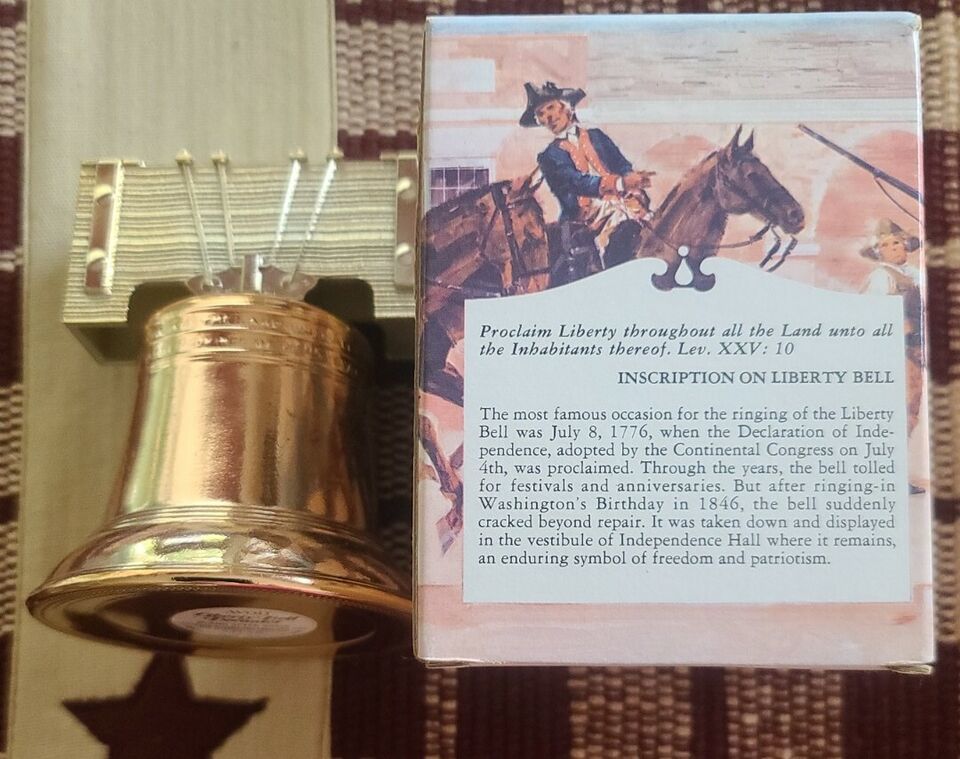 Proclaim Liberty throughout all the Land unto all
the Inhabitants thereof. Lev. XXV: 10
INSCRIPTION ON LIBERTY BELL
The most famous occasion for the ringing of the Liberty
Bell was July 8, 1776, when the Declaration of Inde-
pendence, adopted by the Continental Congress on July
4th, was proclaimed. Through the years, the bell tolled
for festivals and anniversaries. But after ringing-in
Washington's Birthday in 1846, the bell suddenly
cracked beyond repair. It was taken down and displayed
in the vestibule of Independence Hall where it remains,
an enduring symbol of freedom and patriotism.
AVON